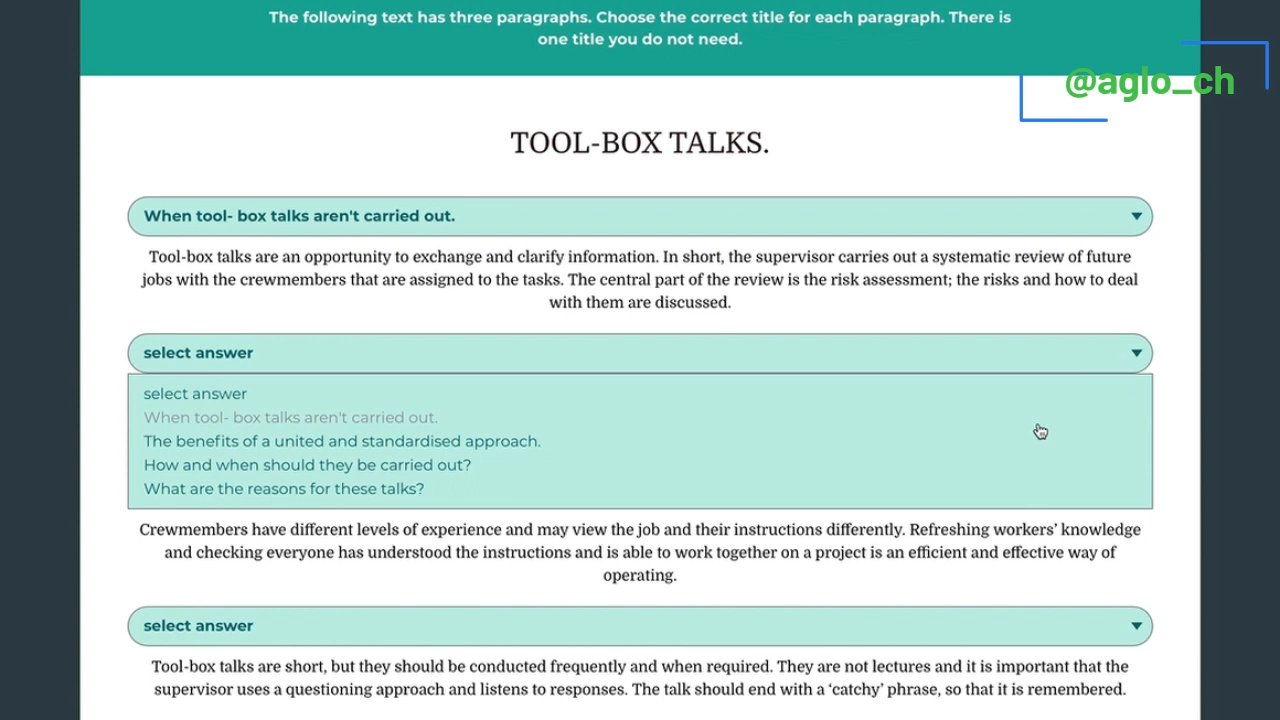 The following text has three paragraphs. Choose the correct title for each paragraph. There is
one title you do not need.
@aglo_ch
TOOL-BOX TALKS.
When tool- box talks aren't carried out.
Tool-box talks are an opportunity to exchange and clarify information. In short, the supervisor carries out a systematic review of future
jobs with the crewmembers that are assigned to the tasks. The central part of the review is the risk assessment; the risks and how to deal
with them are discussed.
select answer
select answer
When tool- box talks aren't carried out.
The benefits of a united and standardised approach.
How and when should they be carried out?
What are the reasons for these talks?
Crewmembers have different levels of experience and may view the job and their instructions differently. Refreshing workers’ knowledge
and checking everyone has understood the instructions and is able to work together on a project is an efficient and effective way of
operating.
select answer
Tool-box talks are short, but they should be conducted frequently and when required. They are not lectures and it is important that the
supervisor uses a questioning approach and listens to responses. The talk should end with a ‘catchy’ phrase, so that it is remembered.